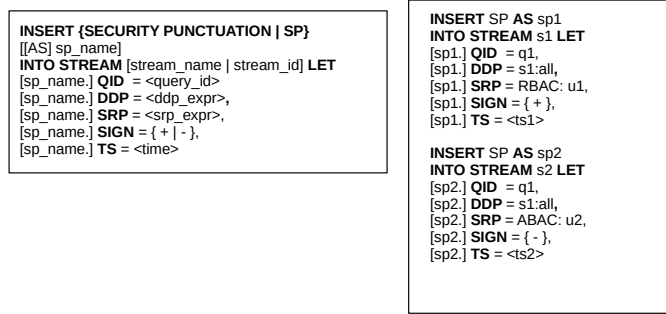 INSERT {SECURITY PUNCTUATION | SP}
[[AS] sp_name]
INTO STREAM [stream_name | stream_id] LET
[sp_name.] QID = <query_id>
[sp_name.] DDP = <ddp_expr>,
[sp_name.] SRP = <srp_expr>,
[sp_name.] SIGN = { + | - },
[sp_name.] TS = <time>
INSERT SP AS sp1
INTO STREAM s1 LET
[sp1.] QID = q1,
[sp1.] DDP = s1:all,
[sp1.] SRP = RBAC: u1,
[sp1.] SIGN = { + },
[sp1.] TS = <ts1>
INSERT SP AS sp2
INTO STREAM s2 LET
[sp2.] QID = q1,
[sp2.] DDP = s1:all,
[sp2.] SRP = ABAC: u2,
[sp2.] SIGN = { - },
[sp2.] TS = <ts2>